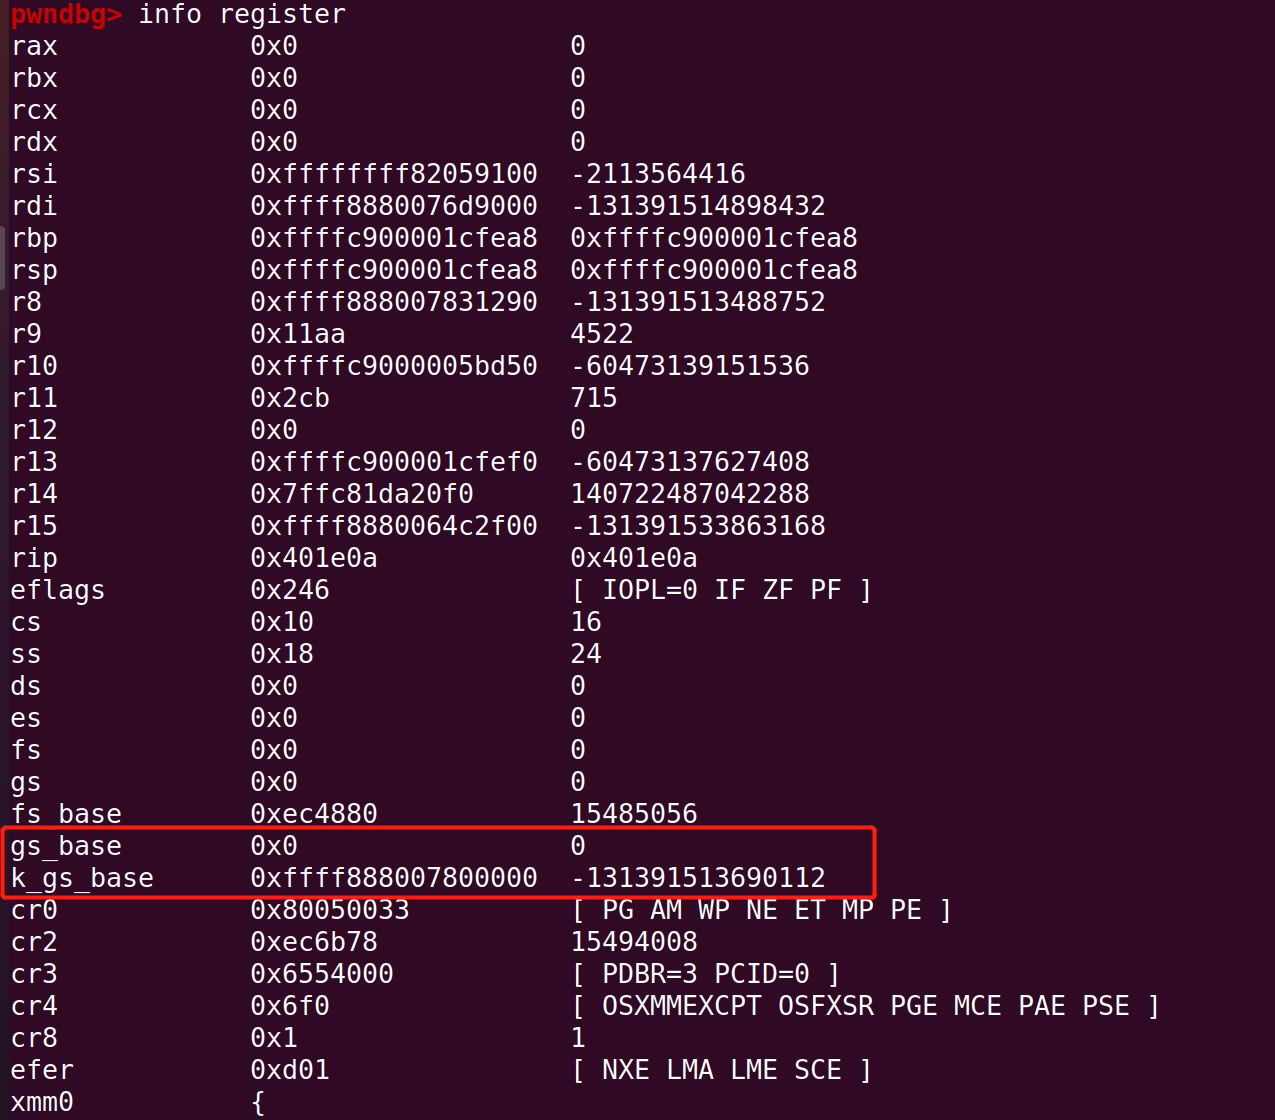 pwndbg> info register
rax 0x0 0
rbx 0x0 0
rcx 0x0 0
rdx 0x0 0
rsi 0xffffffff82059100 -2113564416
rdi 0xffff8880076d9000 -131391514898432
rbp 0xffffc900001cfea8 0xffffc900001cfea8
rsp 0xffffc900001cfea8 0xffffc900001cfea8
r8 0xffff888007831290 -131391513488752
r9 0x11aa 4522
r10 0xffffc9000005bd50 -60473139151536
r11 0x2cb 715
r12 0x0 0
r13 0xffffc900001cfef0 -60473137627408
r14 0x7ffc81da20f0 140722487042288
r15 0xffff8880064c2f00 -131391533863168
rip 0x401e0a 0x401e0a
eflags 0x246 [ IOPL=0 IF ZF PF ]
cs 0x10 16
ss 0x18 24
ds 0x0 0
es 0x0 0
fs 0x0 0
gs 0x0 0
fs_base 0xec4880 15485056
gs_base 0x0 0
k_gs_base 0xffff888007800000 -131391513690112
cr0 0x80050033 [ PG AM WP NE ET MP PE ]
cr2 0xec6b78 15494008
cr3 0x6554000 [ PDBR=3 PCID=0 ]
cr4 0x6f0 [ OSXMMEXCPT OSFXSR PGE MCE PAE PSE ]
cr8 0x1 1
efer 0xd01 [ NXE LMA LME SCE ]
xmm0 {